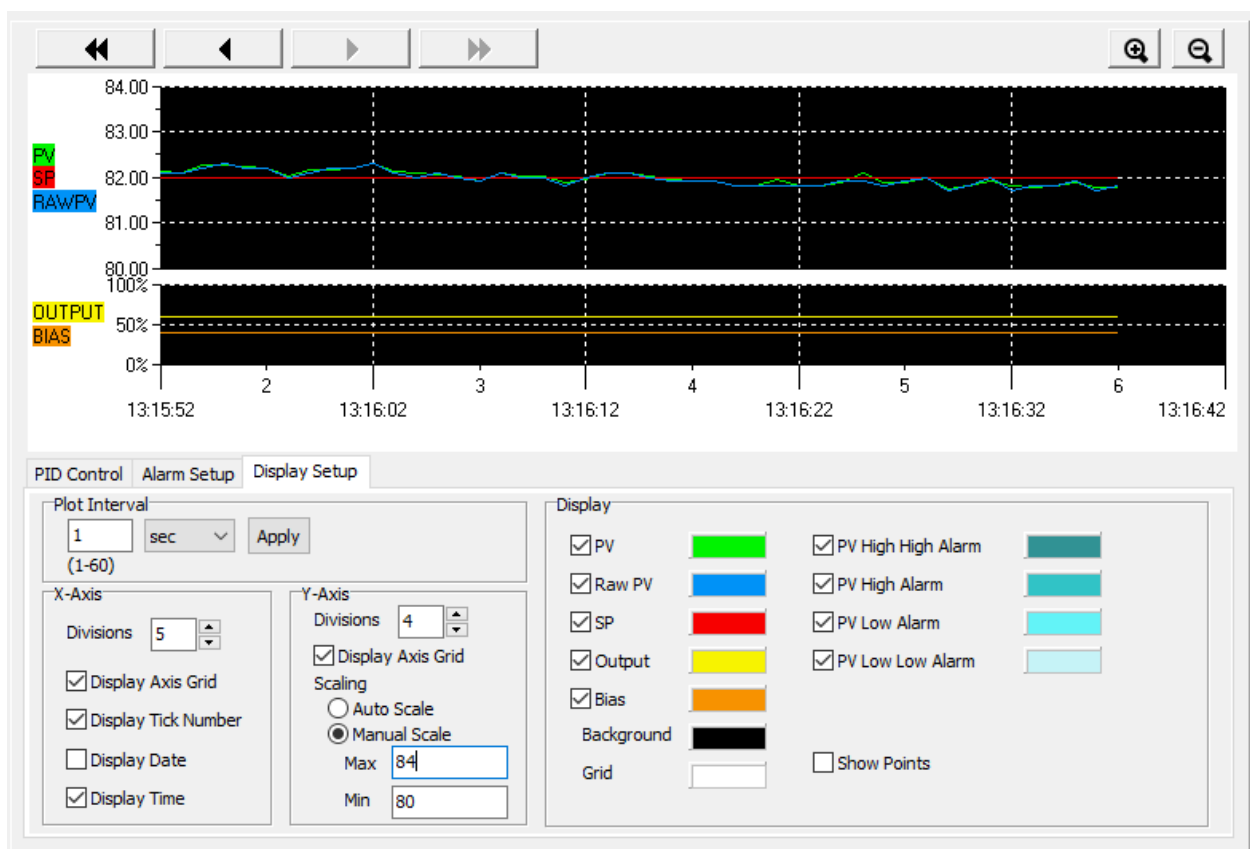 84.00
83.00
PV
SP
82.00
RAWPV
81.00
80.00
100%
OUTPUT
50%
BIAS
0%
2 3 4 5 6
13:15:52 13:16:02 13:16:12 13:16:22 13:16:32 13:16:42
PID Control Alarm Setup Display Setup
Plot Interval
1 sec Apply
(1-60)
X-Axis
Divisions 5
Display Axis Grid
Display Tick Number
Display Date
Display Time
Y-Axis
Divisions 4
Display Axis Grid
Scaling
Auto Scale
Manual Scale
Max 84
Min 80
Display
PV PV High High Alarm
Raw PV PV High Alarm
SP PV Low Alarm
Output PV Low Low Alarm
Bias
Background
Grid Show Points